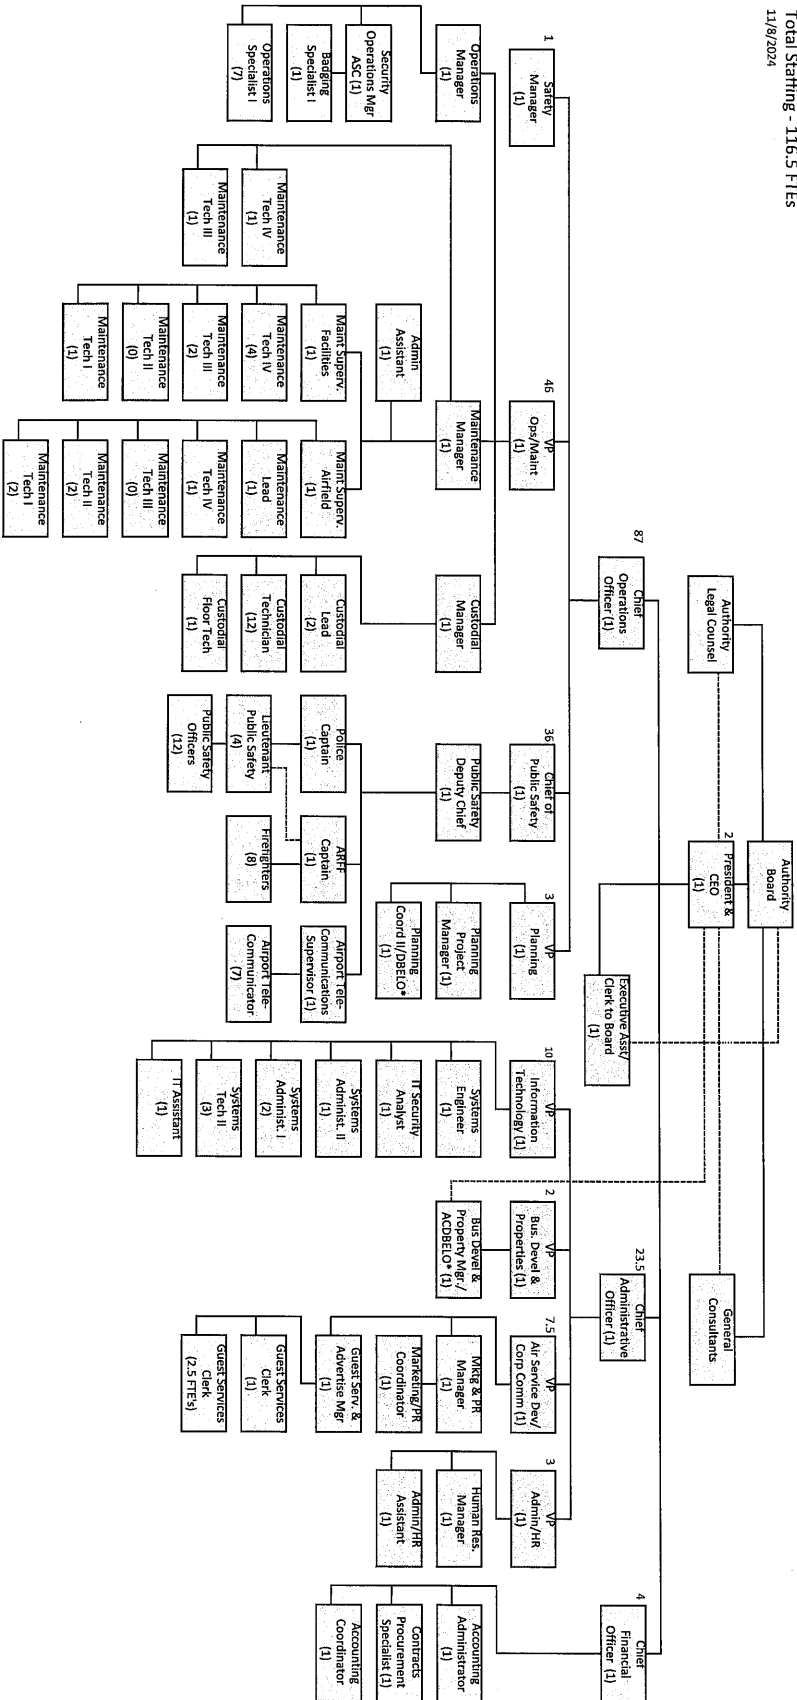 Total Staffing - 116.5 FTEs
11/8/2024
Authority
Board
Authority
Legal Counsel
2
President &
CEO
(1)
General
Consultants
Executive Asst/
Clerk to Board
(1)
87
Chief
Operations
Officer (1)
23.5
Chief
Administrative
Officer (1)
4
Chief
Financial
Officer (1)
1
Safety
Manager
(1)
46
VP
Ops/Maint
(1)
36
Chief of
Public Safety
(1)
3
VP
Planning
(1)
10
VP
Information
Technology (1)
2
VP
Bus. Devel &
Properties (1)
7.5
VP
Air Service Dev/
Corp Comm (1)
3
VP
Admin/HR
(1)
Operations
Manager
(1)
Security
Operations Mgr
ASC (1)
Badging
Specialist I
(1)
Operations
Specialist I
(7)
Maintenance
Manager
(1)
Admin
Assistant
(1)
Maintenance
Tech IV
(1)
Maintenance
Tech III
(1)
Maint Superv.
Facilities
(1)
Maintenance
Tech IV
(4)
Maintenance
Tech III
(2)
Maintenance
Tech II
(0)
Maintenance
Tech I
(1)
Maint Superv.
Airfield
(1)
Maintenance
Lead
(1)
Maintenance
Tech IV
(1)
Maintenance
Tech III
(0)
Maintenance
Tech II
(2)
Maintenance
Tech I
(2)
Custodial
Manager
(1)
Custodial
Lead
(2)
Custodial
Technician
(12)
Custodial
Floor Tech
(1)
Public Safety
Deputy Chief
(1)
Police
Captain
(1)
Lieutenant
Public Safety
(4)
Public Safety
Officers
(12)
ARFF
Captain
(1)
Firefighters
(8)
Airport Tele-
Communications
Supervisor (1)
Airport Tele-
Communicator
(7)
Planning
Project
Manager (1)
Planning
Coord II/DBELO*
(1)
Systems
Engineer
(1)
IT Security
Analyst
(1)
Systems
Administ. II
(1)
Systems
Administ. I
(2)
Systems
Tech II
(3)
IT Assistant
(1)
Bus Devel &
Property Mgr./
ACDBELO* (1)
Mktg & PR
Manager
(1)
Marketing/PR
Coordinator
(1)
Guest Serv. &
Advertise Mgr
(1)
Guest Services
Clerk
(1)
Guest Services
Clerk
(2.5 FTE's)
Human Res.
Manager
(1)
Admin/HR
Assistant
(1)
Accounting
Administrator
(1)
Contracts
Procurement
Specialist (1)
Accounting
Coordinator
(1)